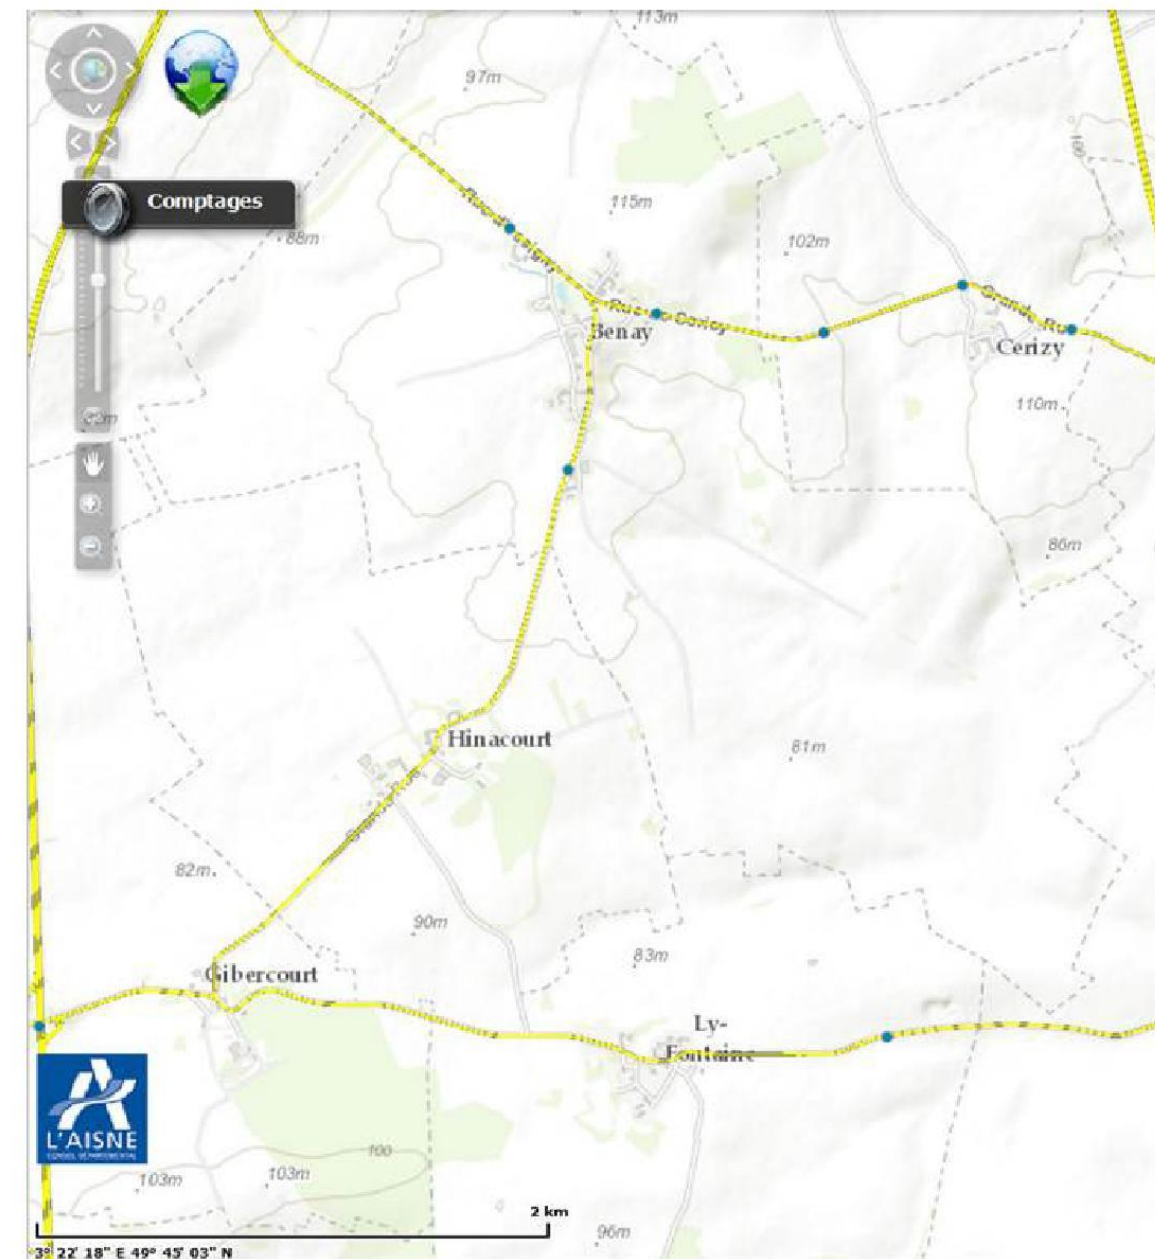 113m
97m
Comptages
115m
88m
102m
Benay
Cerizy
110m
86m
Hinacourt
81m
82m
90m
83m
Gibercourt
Ly-
Fontaine
L'AISNE
100
103m
103m
2 km
96m
3° 22' 18" E 49° 45' 03" N